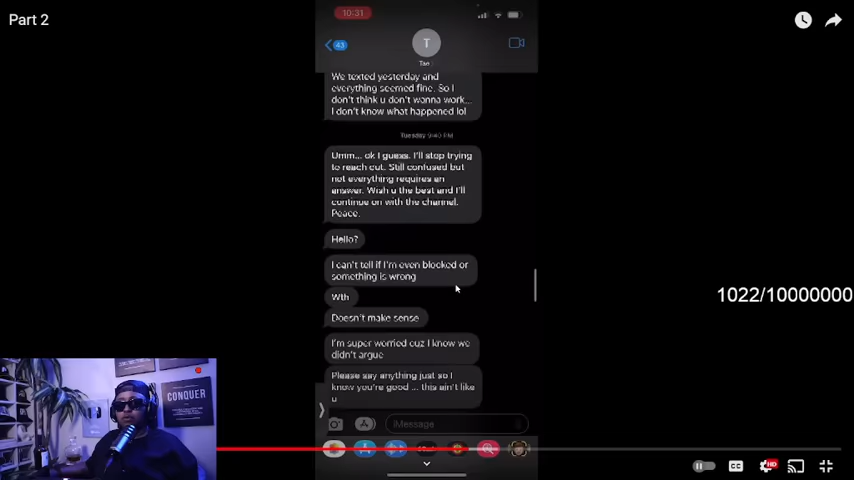 Part 2
10:31
43
T
Tae
We texted yesterday and
everything seemed fine. So I
don't think u don't wanna work...
I don't know what happened lol
Tuesday 9:40 PM
Umm... ok I guess. I'll stop trying
to reach out. Still confused but
not everything requires an
answer. Wish u the best and I'll
continue on with the channel.
Peace.
Hello?
I can't tell if I'm even blocked or
something is wrong
Wth
Doesn't make sense
I'm super worried cuz I know we
didn't argue
Please say anything just so I
know you're good ... this ain't like
u
iMessage
1022/10000000
CONQUER
CC
HD